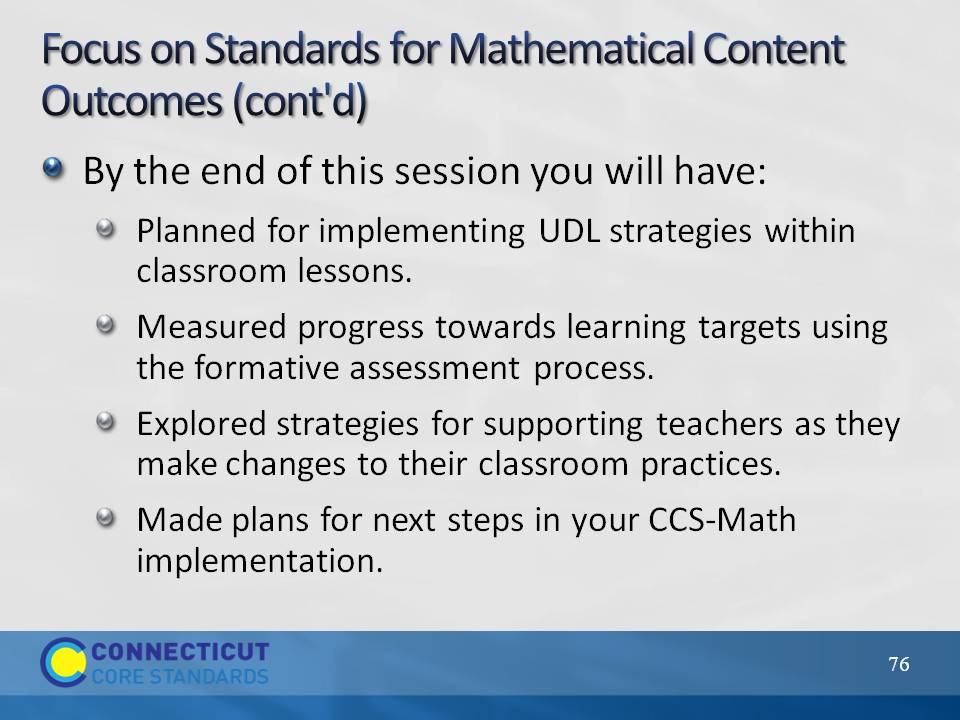 Focus on Standards for Mathematical Content
Outcomes (cont'd)
By the end of this session you will have:
Planned for implementing UDL strategies within
classroom lessons.
Measured progress towards learning targets using
the formative assessment process.
Explored strategies for supporting teachers as they
make changes to their classroom practices.
Made plans for next steps in your CCS-Math
implementation.
CONNECTICUT
CORE STANDARDS
76